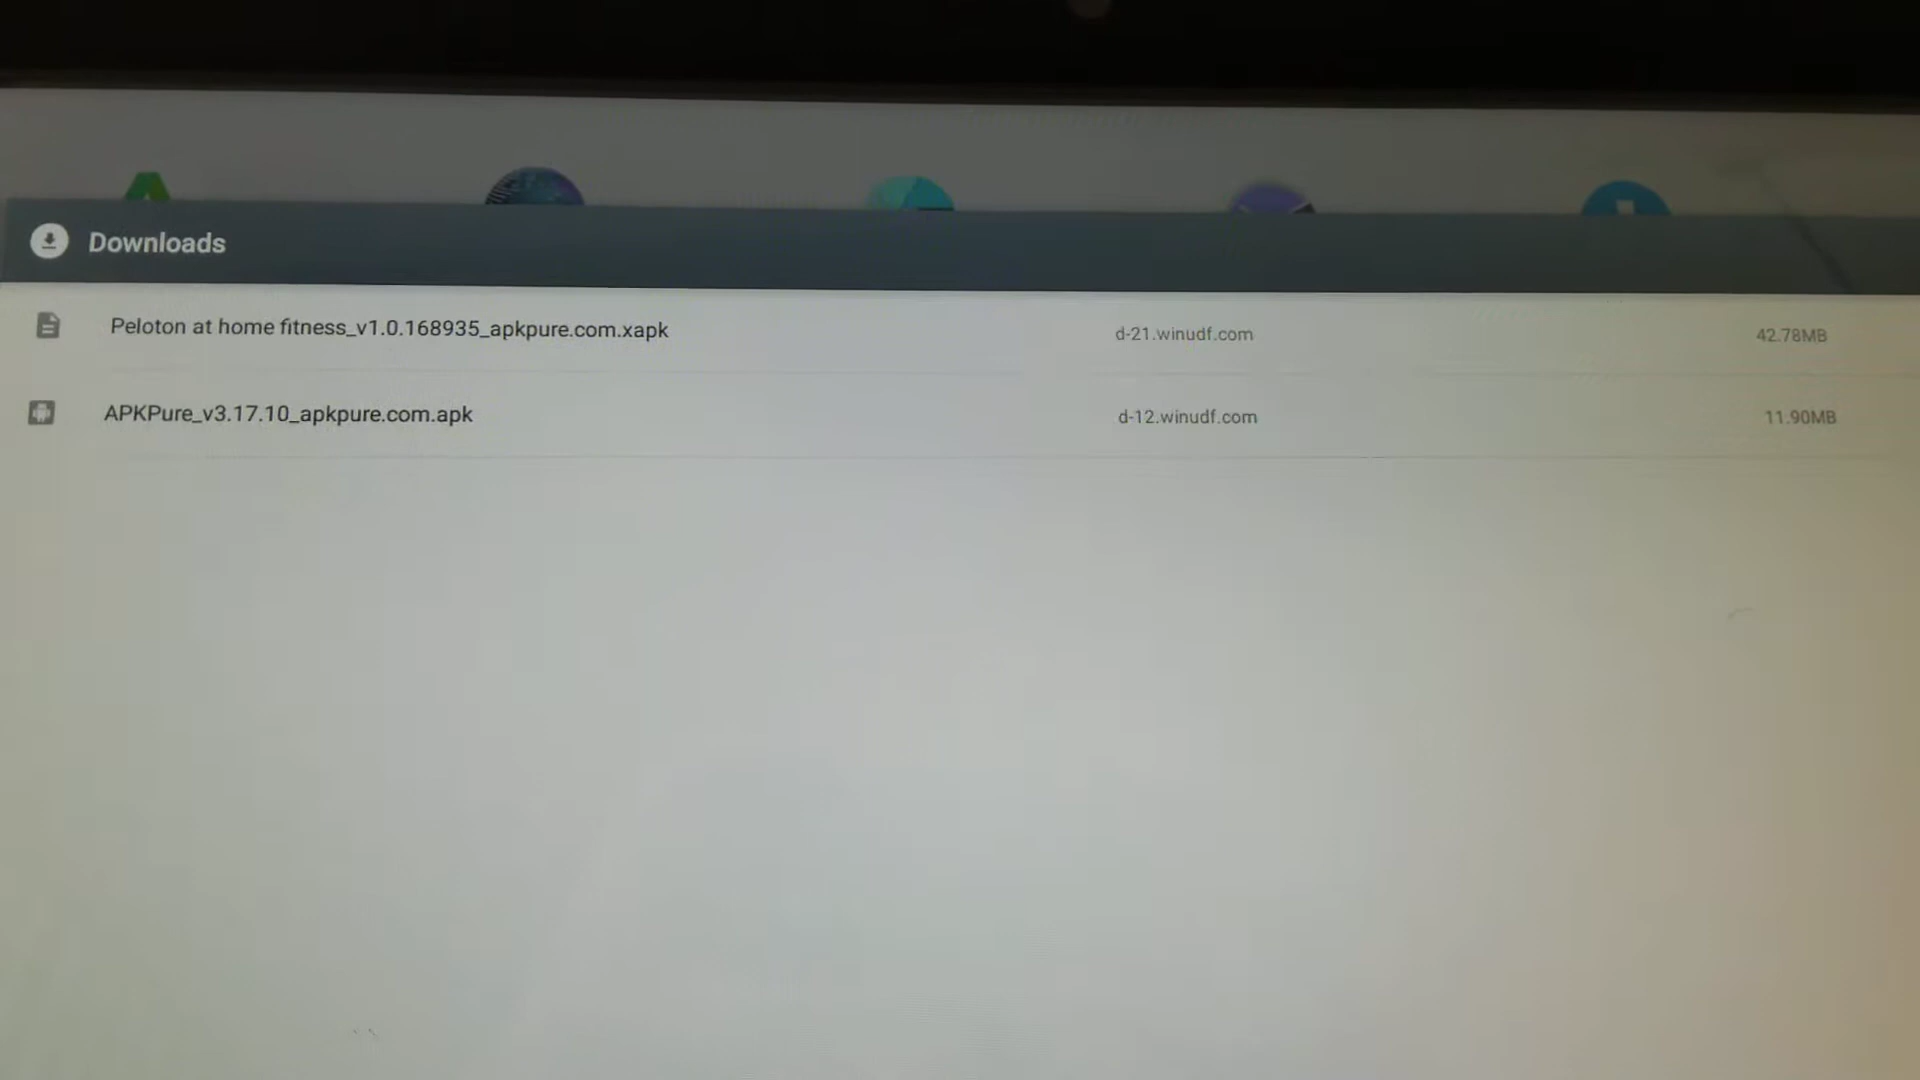 Downloads
Peloton at home fitness_v1.0.168935_apkpure.com.xapk d-21.winudf.com 42.78MB
APKPure_v3.17.10_apkpure.com.apk d-12.winudf.com 11.90MB